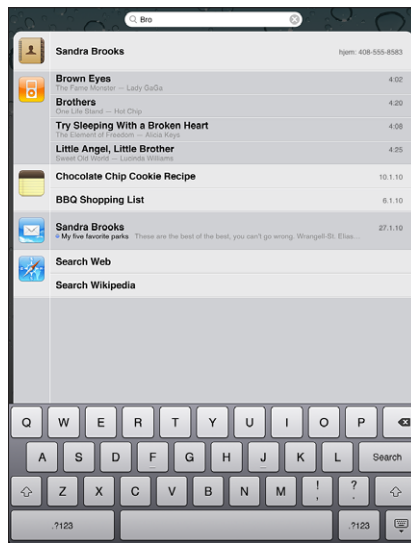 Bro
Sandra Brooks hjem: 408-555-8583
Brown Eyes 4:02
The Fame Monster — Lady GaGa
Brothers 4:20
One Life Stand — Hot Chip
Try Sleeping With a Broken Heart 4:08
The Element of Freedom — Alicia Keys
Little Angel, Little Brother 4:25
Sweet Old World — Lucinda Williams
Chocolate Chip Cookie Recipe 10.1.10
BBQ Shopping List 6.1.10
Sandra Brooks 27.1.10
My five favorite parks These are the best of the best, you can't go wrong. Wrangell-St. Elias...
Search Web
Search Wikipedia
Q W E R T Y U I O P
A S D F G H J K L Search
Z X C V B N M ! , ? .
.?123 .?123